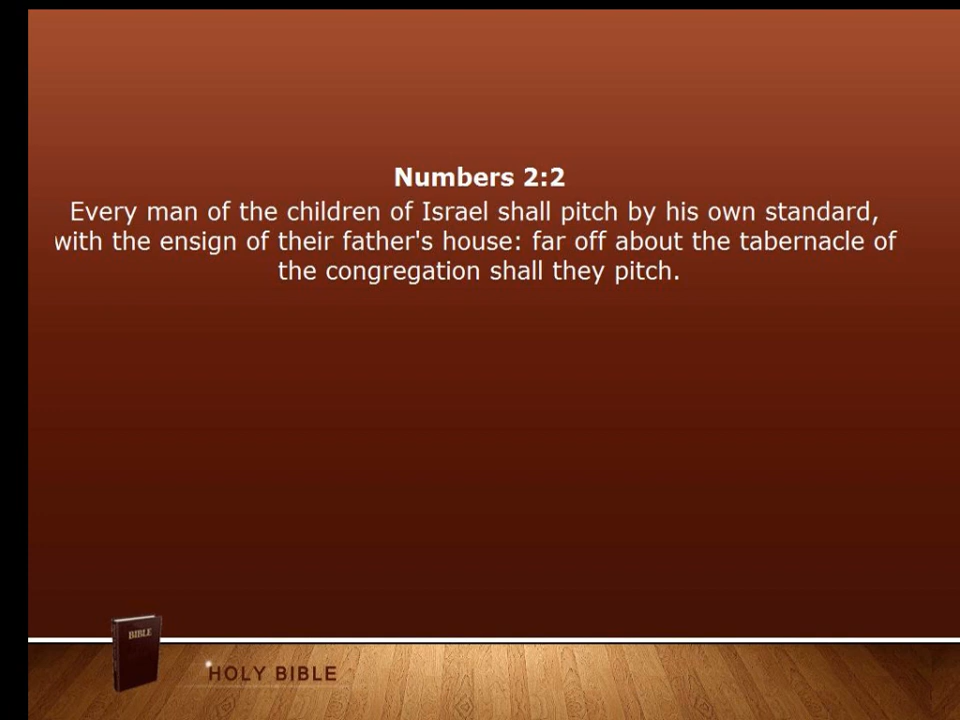 Numbers 2:2
Every man of the children of Israel shall pitch by his own standard,
with the ensign of their father's house: far off about the tabernacle of
the congregation shall they pitch.
BIBLE
HOLY BIBLE